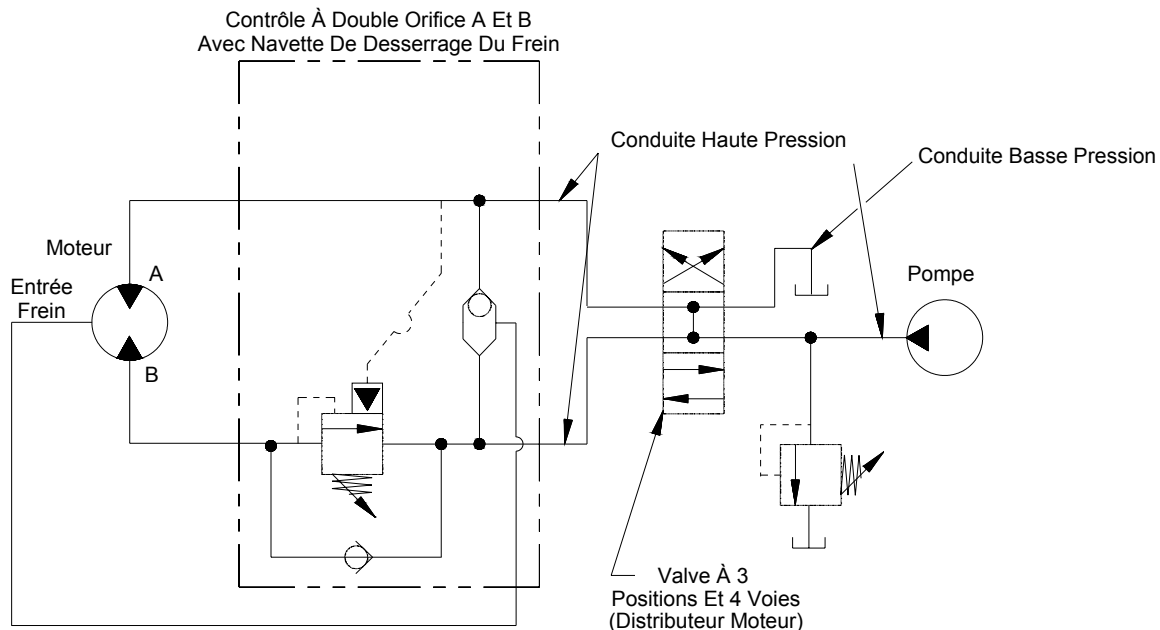 Contrôle À Double Orifice A Et B
Avec Navette De Desserrage Du Frein
Conduite Haute Pression
Conduite Basse Pression
Moteur
A
Entrée
Frein
B
Pompe
Valve À 3
Positions Et 4 Voies
(Distributeur Moteur)